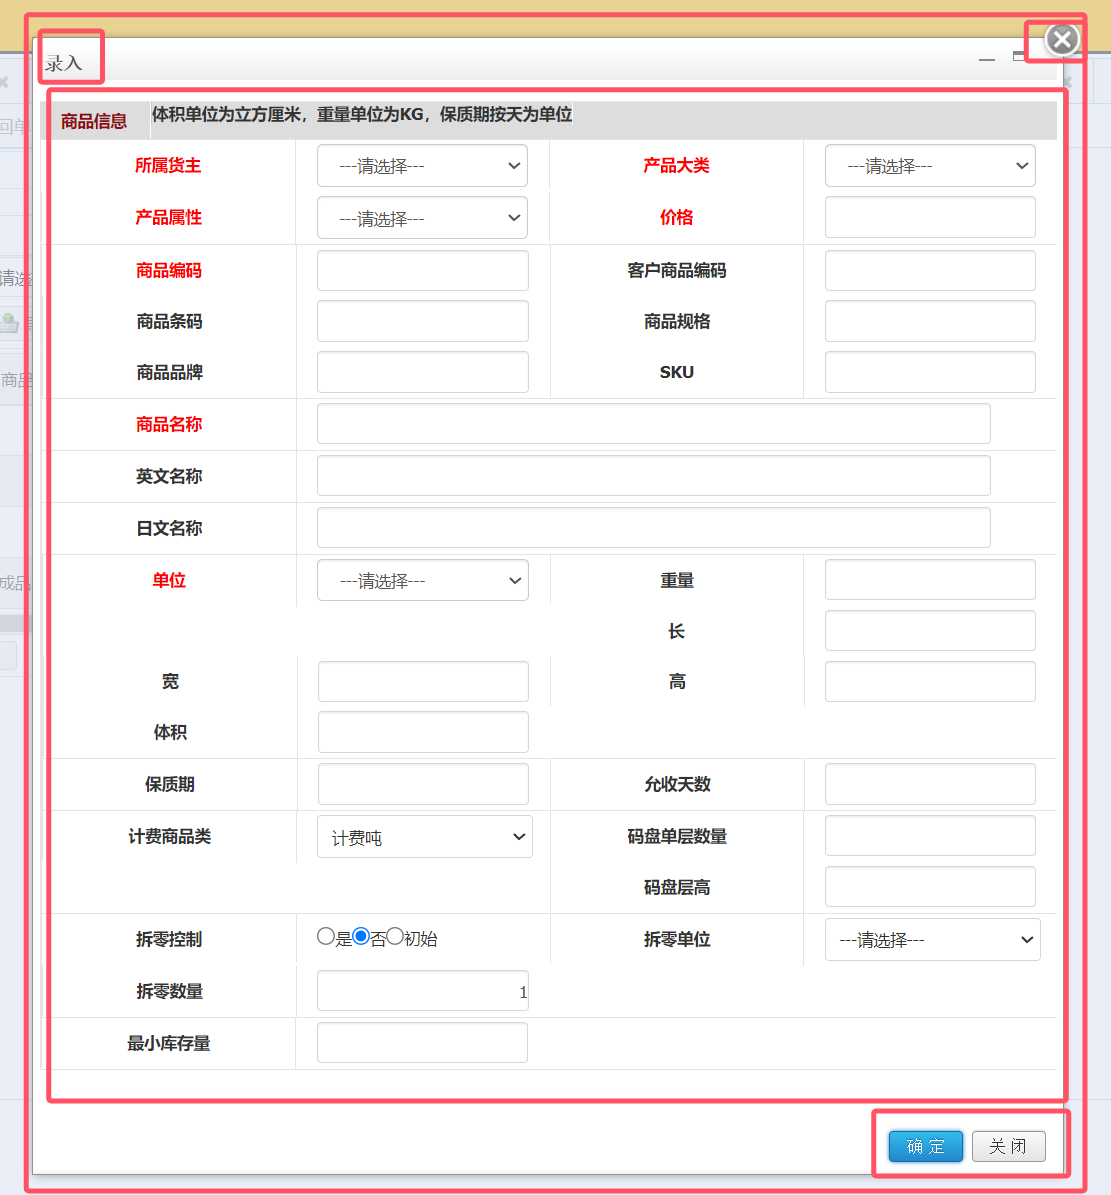 录入
商品信息 体积单位为立方厘米，重量单位为KG，保质期按天为单位
所属货主 ---请选择--- 产品大类 ---请选择---
产品属性 ---请选择--- 价格
商品编码 客户商品编码
商品条码 商品规格
商品品牌 SKU
商品名称
英文名称
日文名称
单位 ---请选择--- 重量
长
宽 高
体积
保质期 允收天数
计费商品类 计费吨 码盘单层数量
码盘层高
拆零控制 是 否 初始 拆零单位 ---请选择---
拆零数量 1
最小库存量
确 定 关 闭
回单
请选
商品
成品